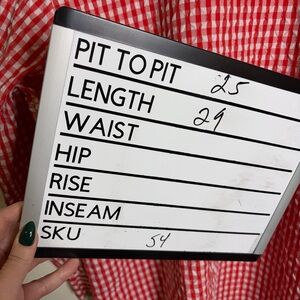 PIT TO PIT 25
LENGTH 29
WAIST
HIP
RISE
INSEAM
SKU 54